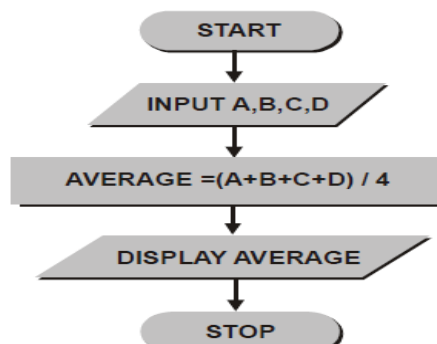 START
INPUT A,B,C,D
AVERAGE =(A+B+C+D) / 4
DISPLAY AVERAGE
STOP